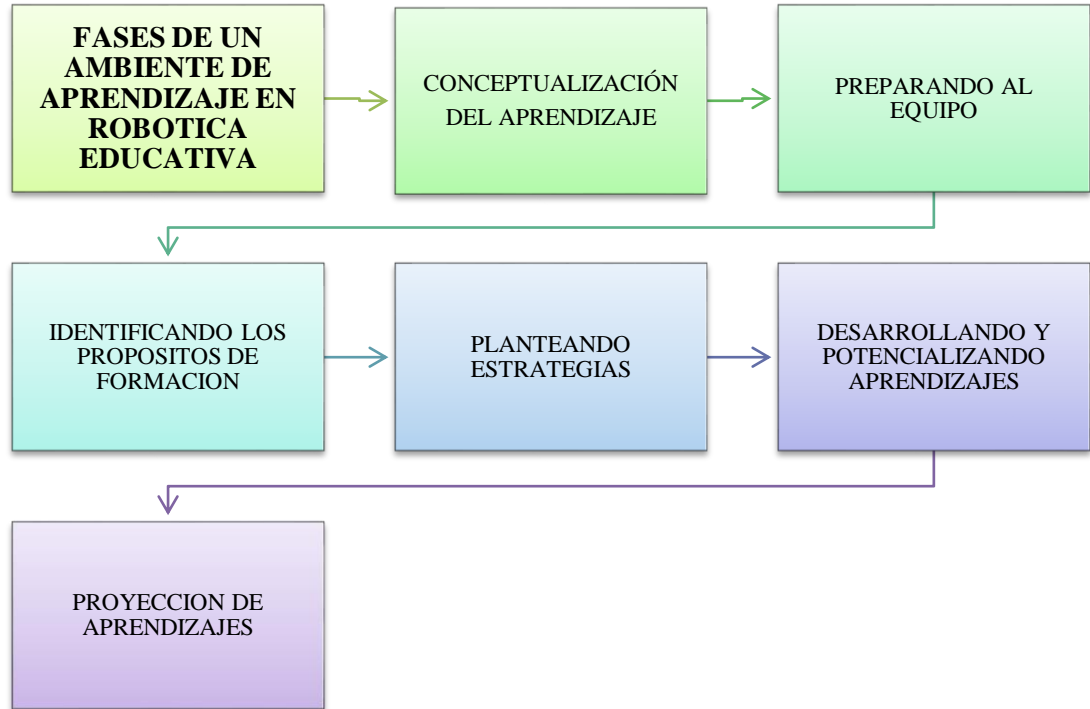 FASES DE UN
AMBIENTE DE
APRENDIZAJE EN
ROBOTICA
EDUCATIVA
CONCEPTUALIZACIÓN
DEL APRENDIZAJE
PREPARANDO AL
EQUIPO
IDENTIFICANDO LOS
PROPOSITOS DE
FORMACION
PLANTEANDO
ESTRATEGIAS
DESARROLLANDO Y
POTENCIALIZANDO
APRENDIZAJES
PROYECCION DE
APRENDIZAJES